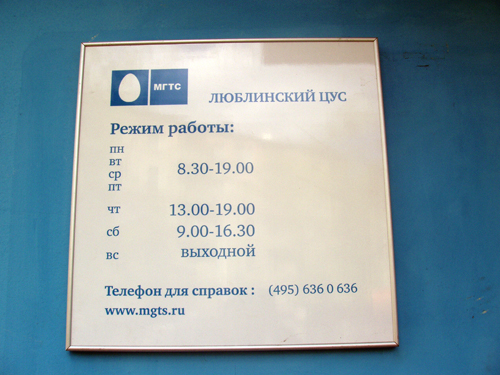 МГТС
ЛЮБЛИНСКИЙ ЦУС
Режим работы:
пн
вт
ср 8.30-19.00
пт
чт 13.00-19.00
сб 9.00-16.30
вс выходной
Телефон для справок : (495) 636 0 636
www.mgts.ru